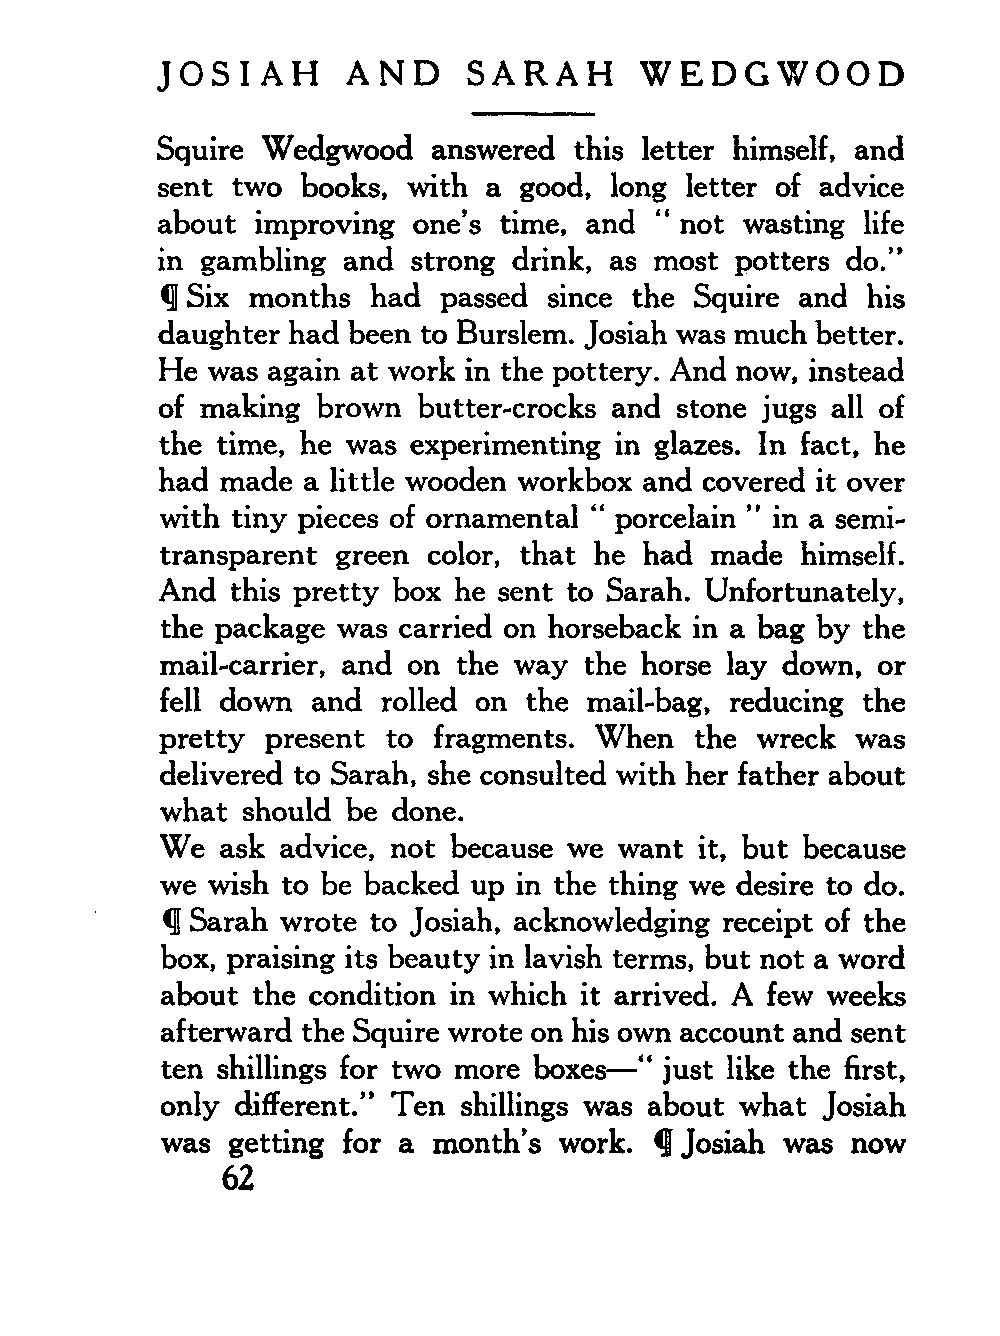 JOSIAH AND SARAH WEDGWOOD
Squire Wedgwood answered this letter himself, and
sent two books, with a good, long letter of advice
about improving one's time, and " not wasting life
in gambling and strong drink, as most potters do."
¶ Six months had passed since the Squire and his
daughter had been to Burslem. Josiah was much better.
He was again at work in the pottery. And now, instead
of making brown butter-crocks and stone jugs all of
the time, he was experimenting in glazes. In fact, he
had made a little wooden workbox and covered it over
with tiny pieces of ornamental " porcelain " in a semi-
transparent green color, that he had made himself.
And this pretty box he sent to Sarah. Unfortunately,
the package was carried on horseback in a bag by the
mail-carrier, and on the way the horse lay down, or
fell down and rolled on the mail-bag, reducing the
pretty present to fragments. When the wreck was
delivered to Sarah, she consulted with her father about
what should be done.
We ask advice, not because we want it, but because
we wish to be backed up in the thing we desire to do.
¶ Sarah wrote to Josiah, acknowledging receipt of the
box, praising its beauty in lavish terms, but not a word
about the condition in which it arrived. A few weeks
afterward the Squire wrote on his own account and sent
ten shillings for two more boxes—" just like the first,
only different." Ten shillings was about what Josiah
was getting for a month's work. ¶ Josiah was now
62